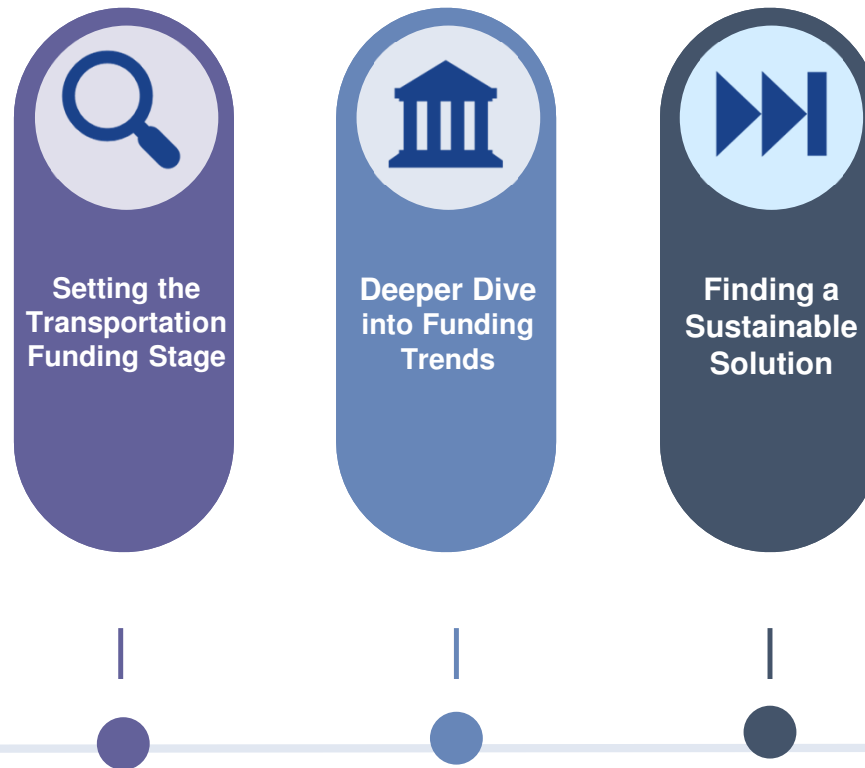 Setting the
Transportation
Funding Stage
Deeper Dive
into Funding
Trends
Finding a
Sustainable
Solution